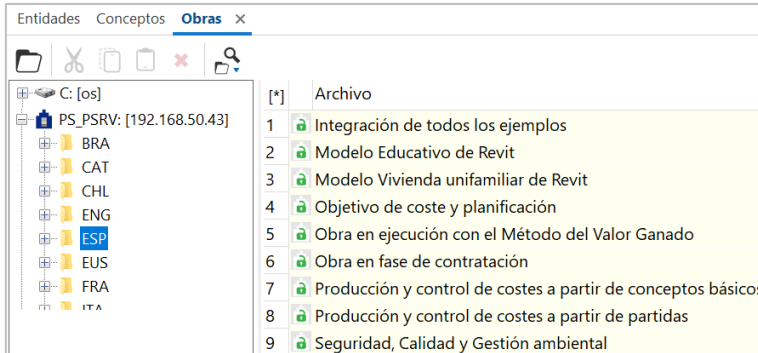 Entidades Conceptos Obras ×
C: [os]
PS_PSRV: [192.168.50.43]
BRA
CAT
CHL
ENG
ESP
EUS
FRA
ITA
[*] Archivo
1 Integración de todos los ejemplos
2 Modelo Educativo de Revit
3 Modelo Vivienda unifamiliar de Revit
4 Objetivo de coste y planificación
5 Obra en ejecución con el Método del Valor Ganado
6 Obra en fase de contratación
7 Producción y control de costes a partir de conceptos básicos
8 Producción y control de costes a partir de partidas
9 Seguridad, Calidad y Gestión ambiental